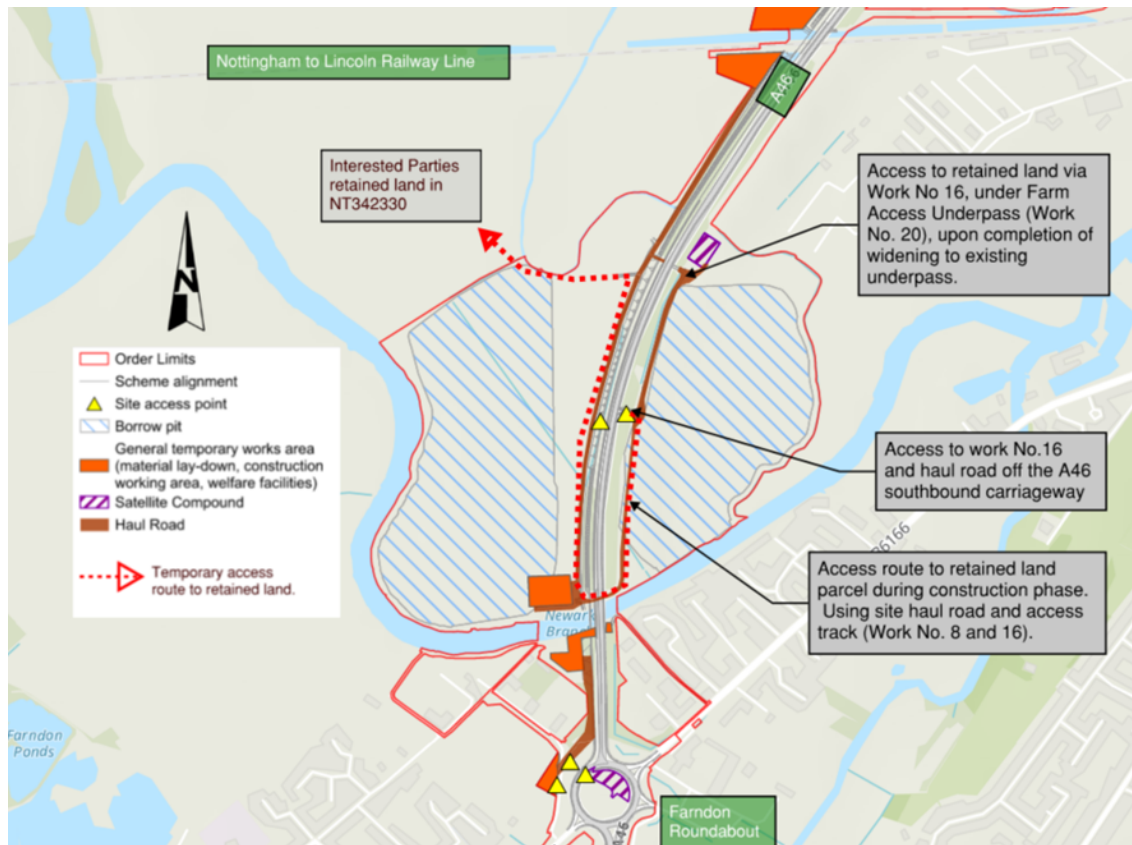 Nottingham to Lincoln Railway Line
A46
Interested Parties
retained land in
NT342330
Access to retained land via
Work No 16, under Farm
Access Underpass (Work
No. 20), upon completion of
widening to existing
underpass.
N
Order Limits
Scheme alignment
Site access point
Borrow pit
General temporary works area
(material lay-down, construction
working area, welfare facilities)
Satellite Compound
Haul Road
Temporary access
route to retained land.
Access to work No.16
and haul road off the A46
southbound carriageway
Access route to retained land
parcel during construction phase.
Using site haul road and access
track (Work No. 8 and 16).
Newark
Branch
Farndon
Ponds
Farndon
Roundabout
A46